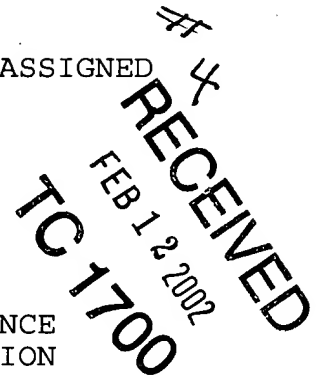 ASSIGNED
# 4
RECEIVED
FEB 12 2002
TC 1700
NCE
ION